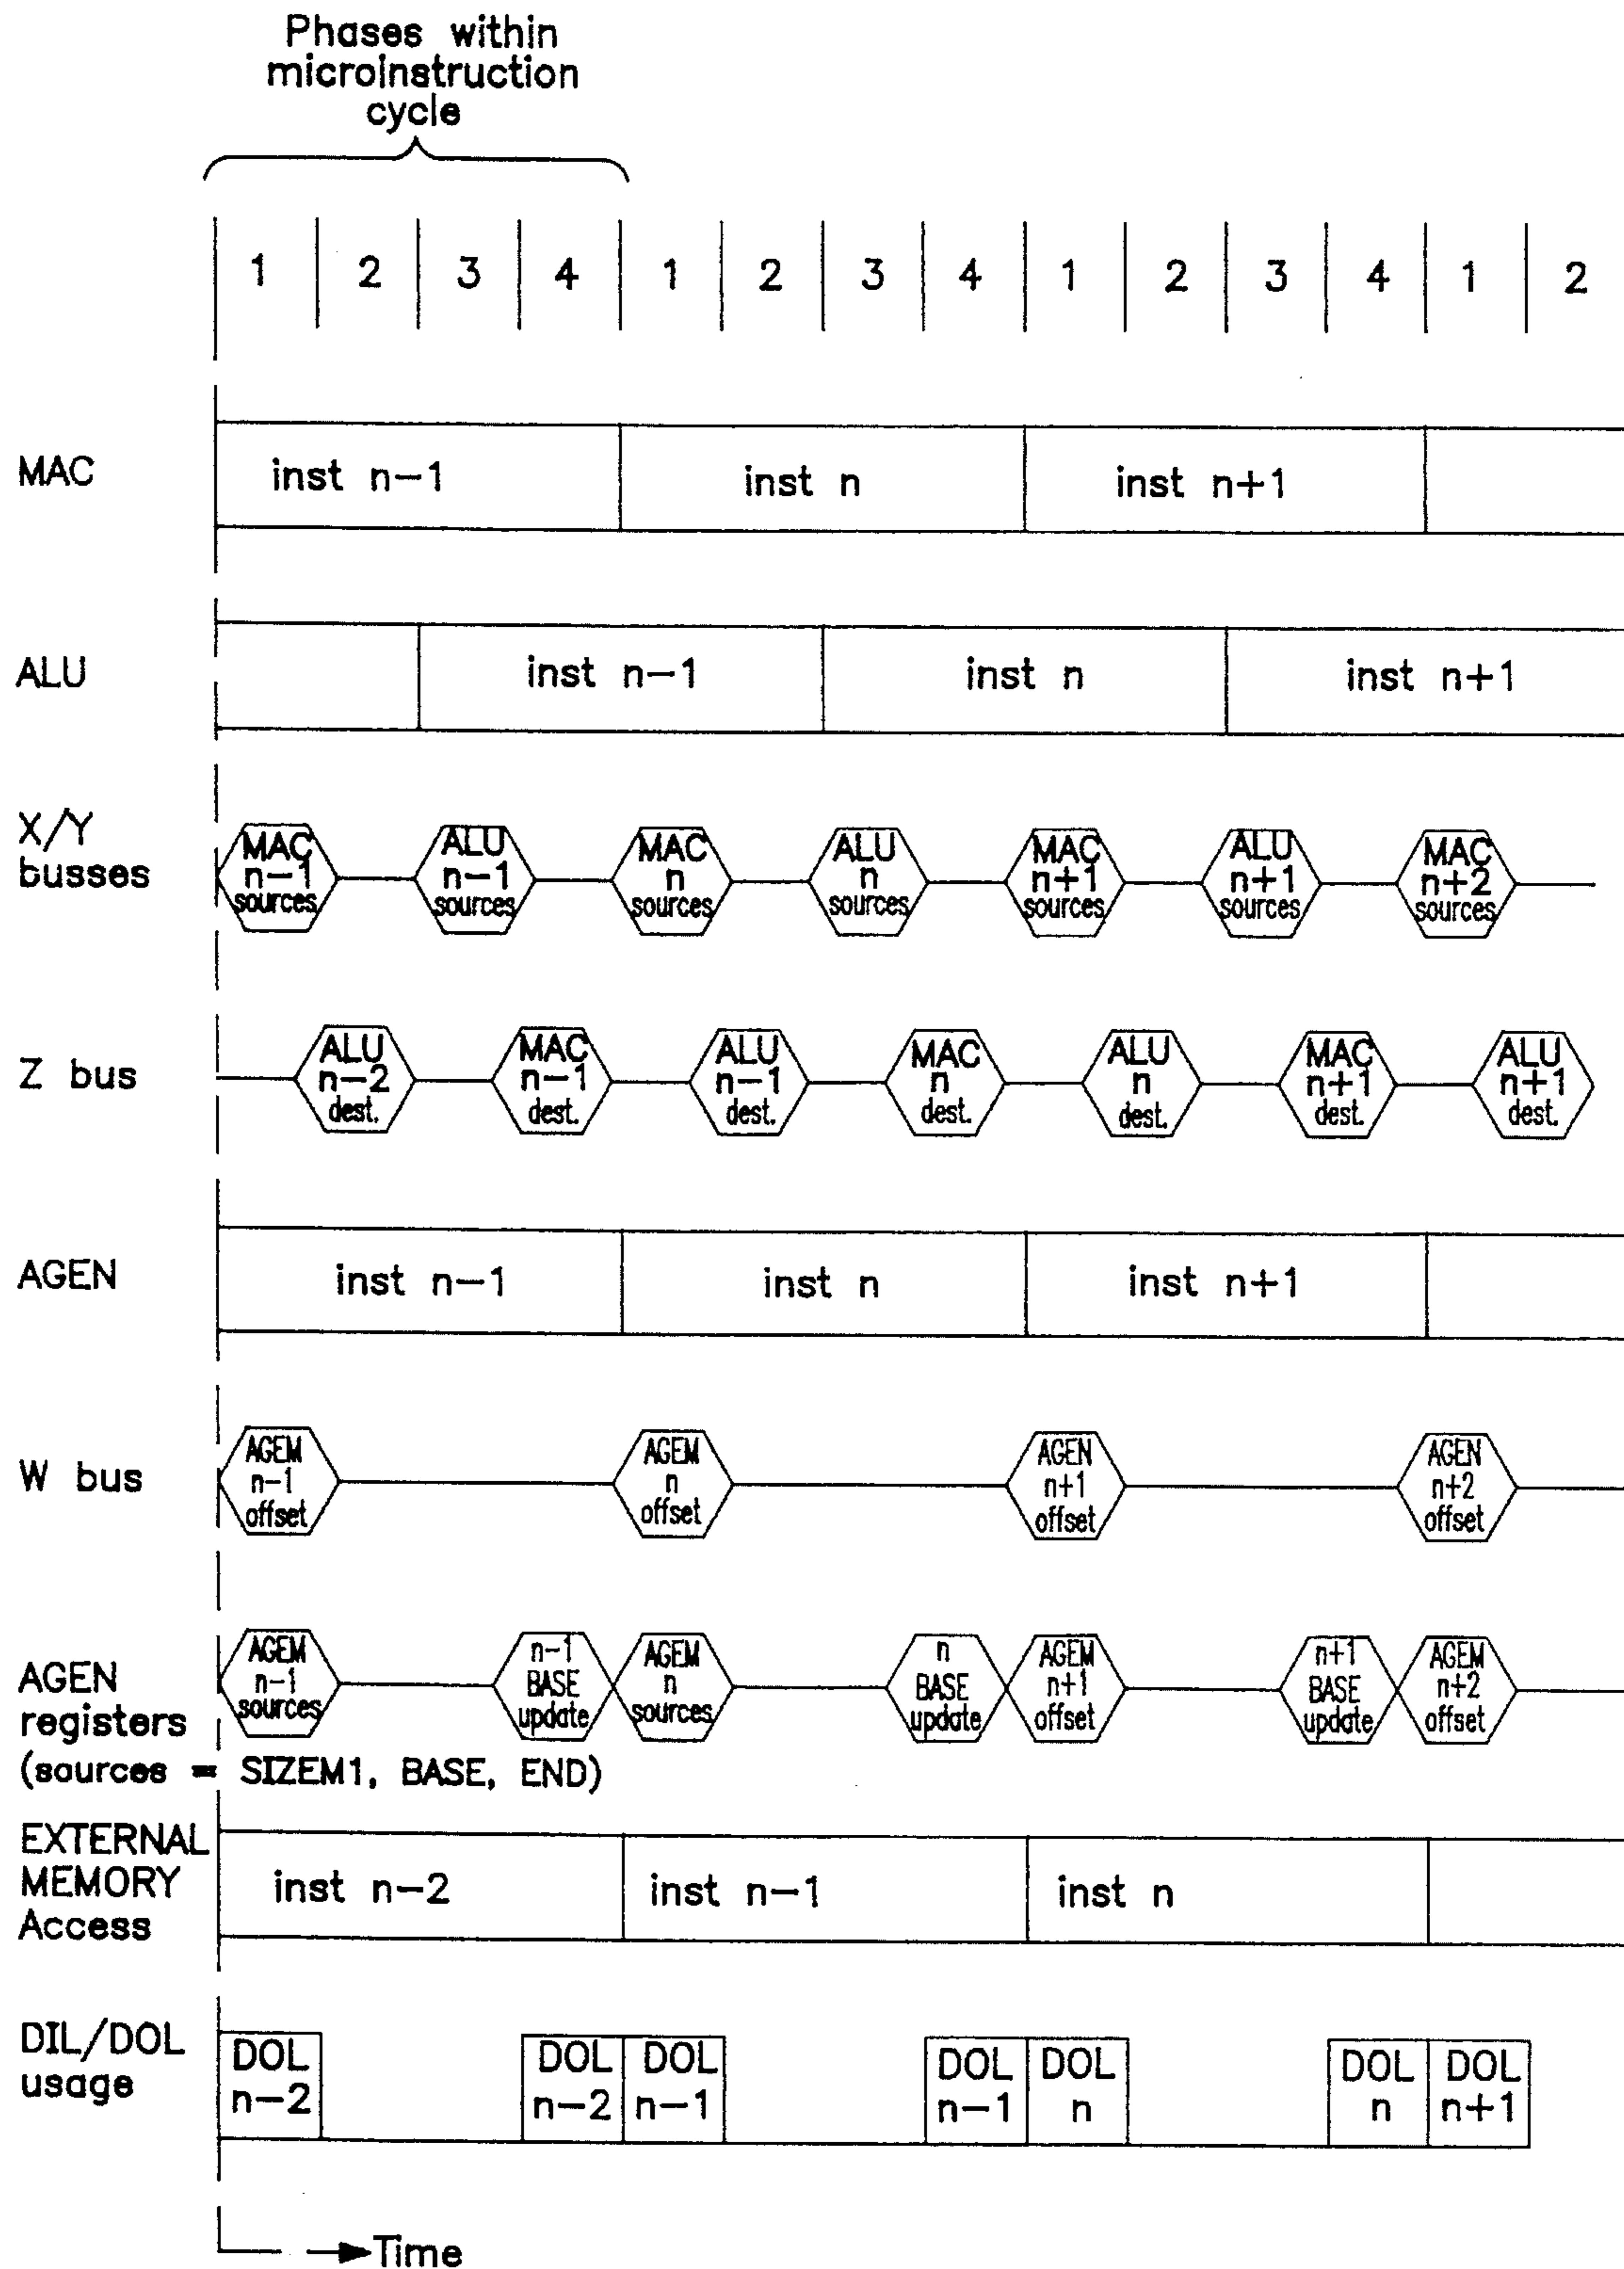 Phases within
microinstruction
cycle
1 2 3 4 1 2 3 4 1 2 3 4 1 2
MAC
inst n-1 inst n inst n+1
ALU
inst n-1 inst n inst n+1
X/Y
busses
MAC ALU MAC ALU MAC ALU MAC
n-1 n-1 n n n+1 n+1 n+2
sources sources sources sources sources sources sources
Z bus
ALU MAC ALU MAC ALU MAC ALU
n-2 n-1 n-1 n n n+1 n+1
dest. dest. dest. dest. dest. dest. dest.
AGEN
inst n-1 inst n inst n+1
W bus
AGEM AGEM AGEN AGEN
n-1 n n+1 n+2
offset offset offset offset
AGEN
registers
(sources = SIZEM1, BASE, END)
AGEM n-1 AGEM n AGEM n+1 AGEM
n-1 BASE n BASE n+1 BASE n+2
sources update sources update offset update offset
EXTERNAL
MEMORY
Access
inst n-2 inst n-1 inst n
DIL/DOL
usage
DOL DOL DOL DOL DOL DOL DOL
n-2 n-2 n-1 n-1 n n n+1
Time